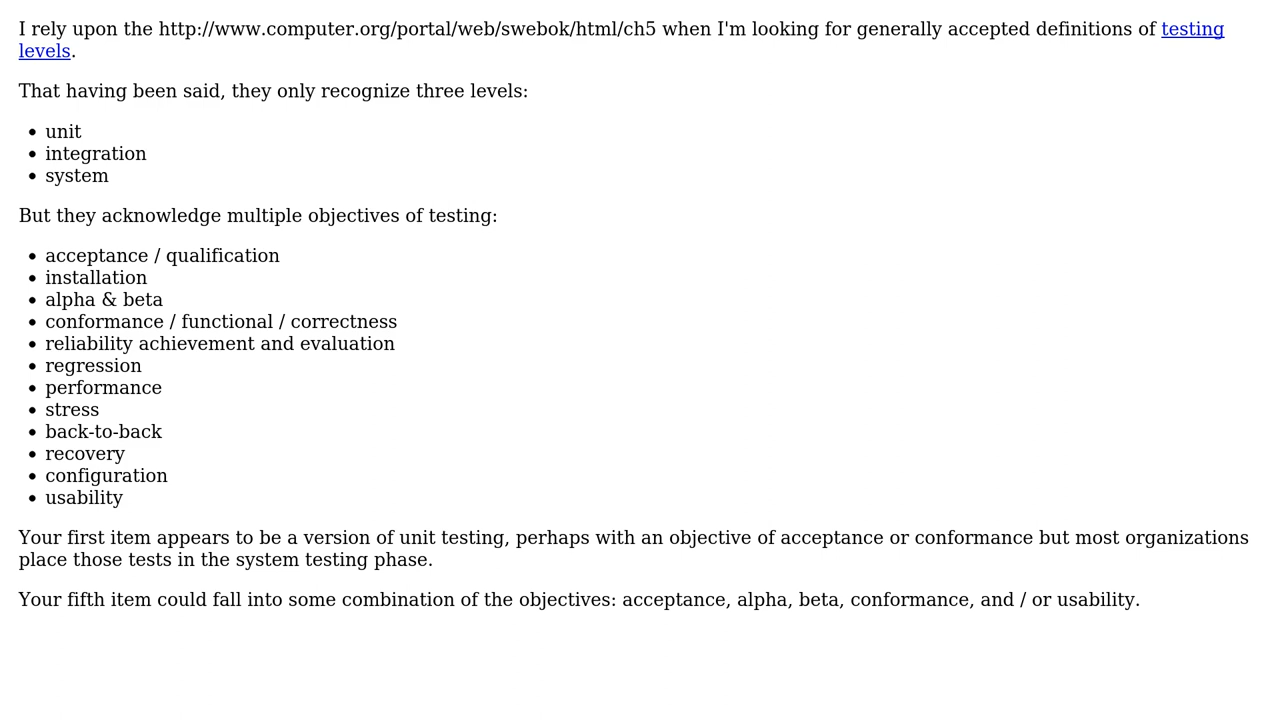 I rely upon the http://www.computer.org/portal/web/swebok/html/ch5 when I'm looking for generally accepted definitions of testing
levels.
That having been said, they only recognize three levels:
• unit
• integration
• system
But they acknowledge multiple objectives of testing:
• acceptance / qualification
• installation
• alpha & beta
• conformance / functional / correctness
• reliability achievement and evaluation
• regression
• performance
• stress
• back-to-back
• recovery
• configuration
• usability
Your first item appears to be a version of unit testing, perhaps with an objective of acceptance or conformance but most organizations
place those tests in the system testing phase.
Your fifth item could fall into some combination of the objectives: acceptance, alpha, beta, conformance, and / or usability.